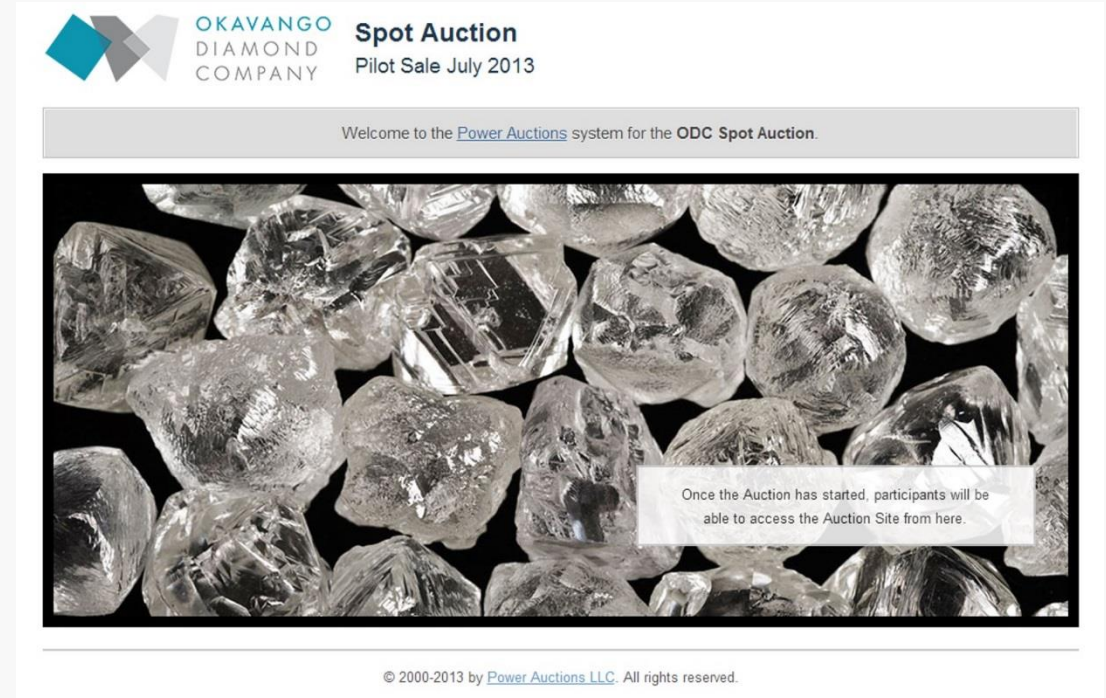 OKAVANGO
DIAMOND
COMPANY
Spot Auction
Pilot Sale July 2013
Welcome to the Power Auctions system for the ODC Spot Auction.
Once the Auction has started, participants will be
able to access the Auction Site from here.
© 2000-2013 by Power Auctions LLC. All rights reserved.